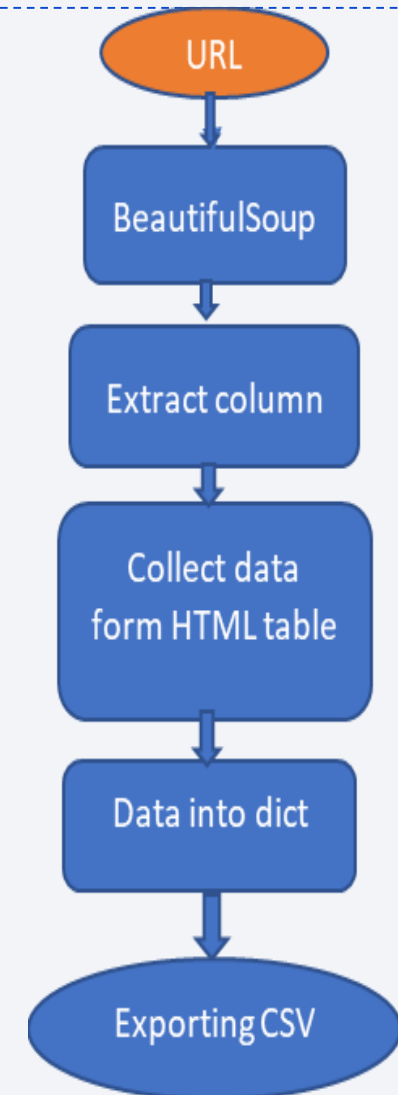 URL
BeautifulSoup
Extract column
Collect data
form HTML table
Data into dict
Exporting CSV